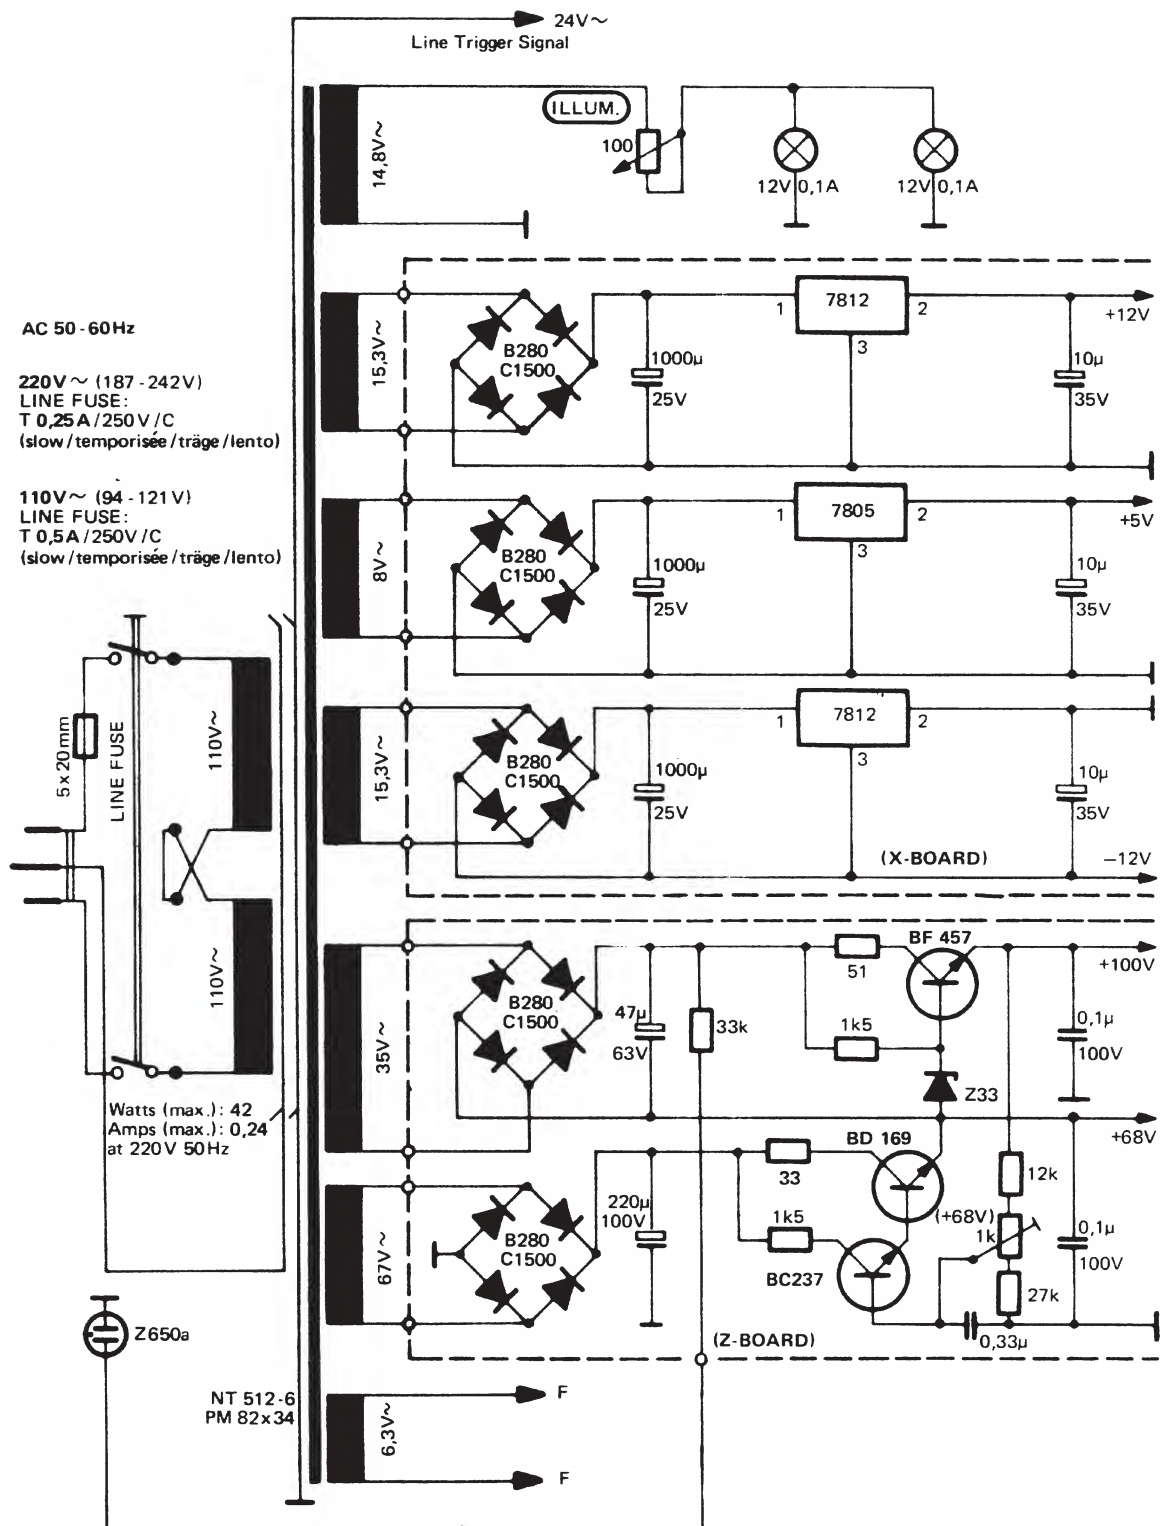 24V~
Line Trigger Signal
ILLUM.
14,8V~
100
12V 0,1A
12V 0,1A
AC 50-60Hz
220V~ (187-242V)
LINE FUSE:
T 0,25A/250V/C
(slow/temporisée/träge/lento)
110V~ (94-121V)
LINE FUSE:
T 0,5A/250V/C
(slow/temporisée/träge/lento)
15,3V~
B280
C1500
1000µ
25V
1
7812
2
3
10µ
35V
+12V
8V~
B280
C1500
1000µ
25V
1
7805
2
3
10µ
35V
+5V
15,3V~
B280
C1500
1000µ
25V
1
7812
2
3
10µ
35V
(X-BOARD)
–12V
5x20mm
LINE FUSE
110V~
110V~
Watts (max.): 42
Amps (max.): 0,24
at 220V 50Hz
35V~
B280
C1500
47µ
63V
33k
51
BF 457
1k5
Z33
0,1µ
100V
+100V
+68V
67V~
B280
C1500
220µ
100V
33
BD 169
1k5
BC237
12k
(+68V)
1k
27k
0,1µ
100V
0,33µ
(Z-BOARD)
Z650a
NT 512-6
PM 82x34
6,3V~
F
F